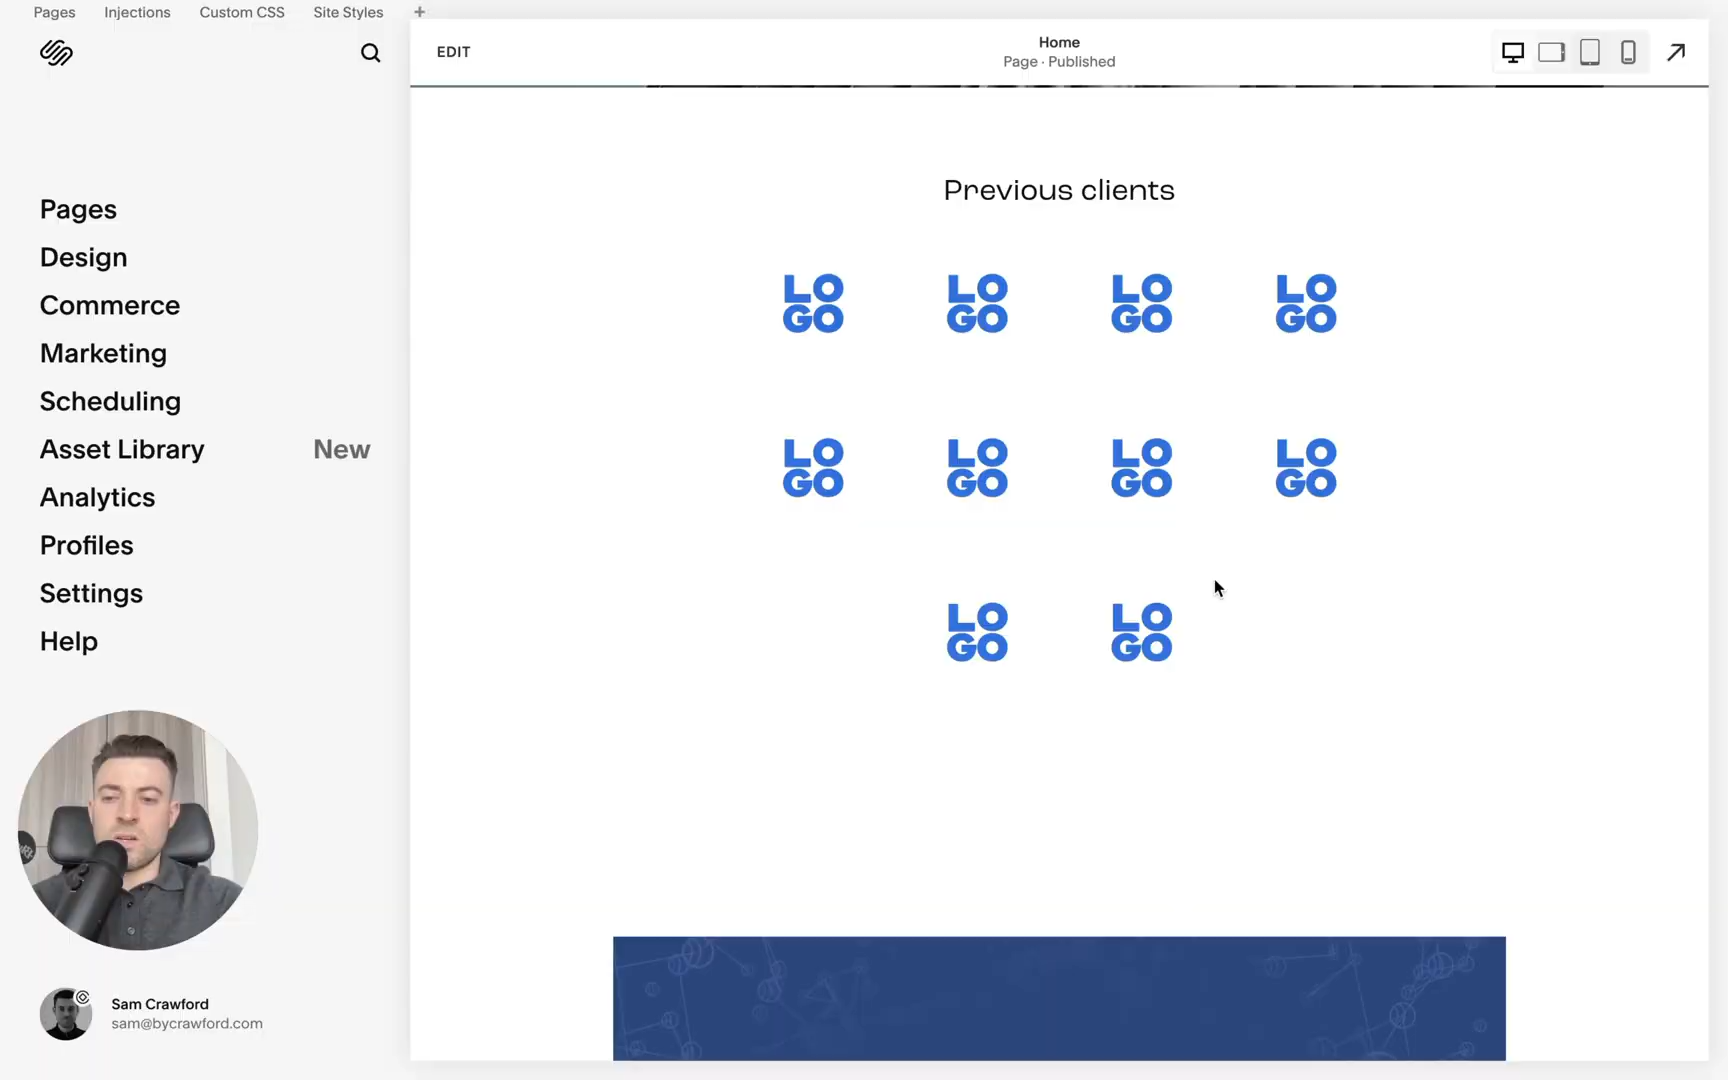 Pages Injections Custom CSS Site Styles +
EDIT
Home
Page · Published
Pages
Design
Commerce
Marketing
Scheduling
Asset Library New
Analytics
Profiles
Settings
Help
Sam Crawford
sam@bycrawford.com
Previous clients
LO LO LO LO
GO GO GO GO
LO LO LO LO
GO GO GO GO
LO LO
GO GO